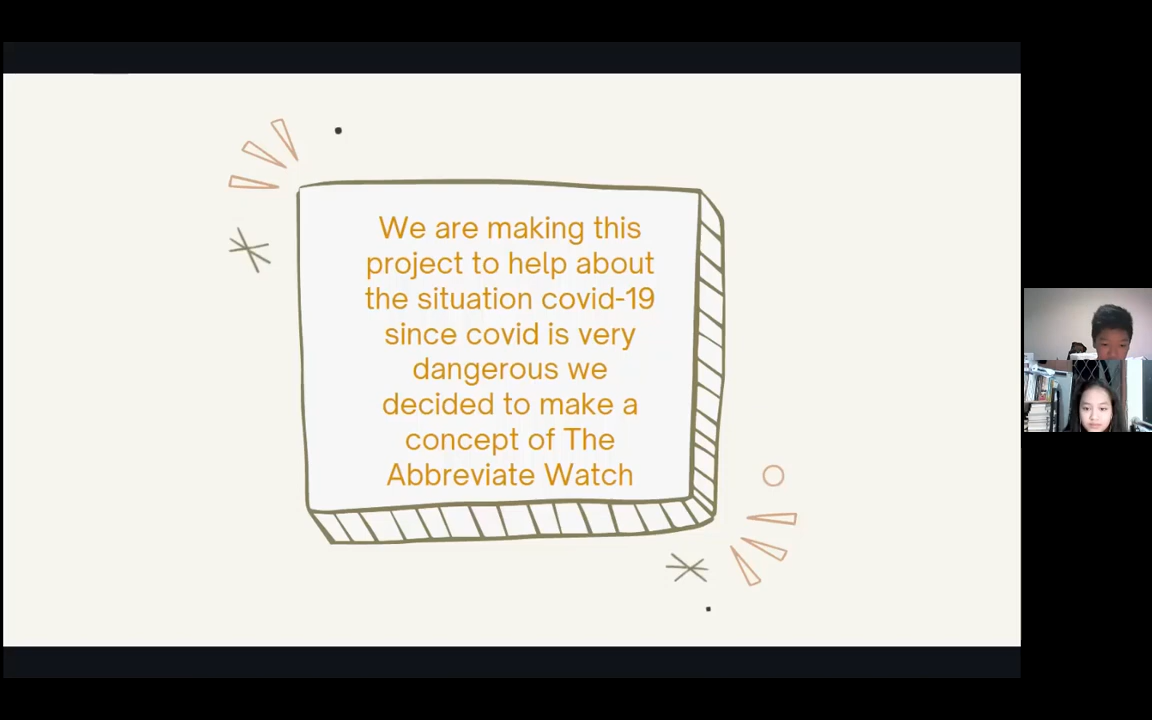 We are making this
project to help about
the situation covid-19
since covid is very
dangerous we
decided to make a
concept of The
Abbreviate Watch